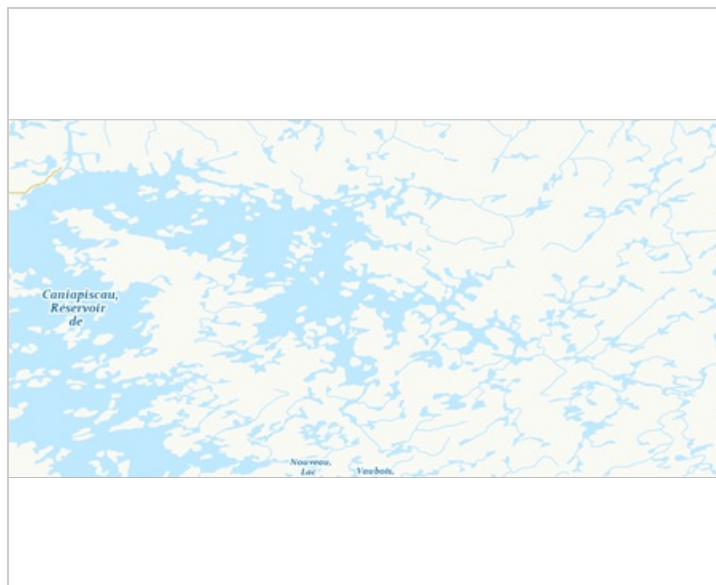 Caniapiscau,
Réservoir
de
Nouveau,
Lac
Vaubois,